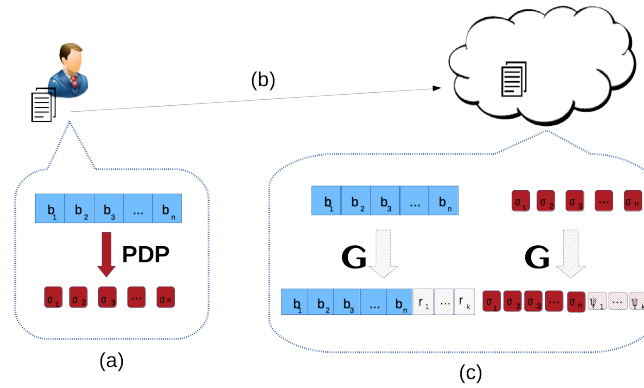 (b)
b1 b2 b3 ... bn
PDP
σ1 σ2 σ3 ... σn
(a)
b1 b2 b3 ... bn
σ1 σ2 σ3 ... σn
G
G
b1 b2 b3 ... bn r1 ... rk
σ1 σ2 σ3 ... σn ψ1 ... ψk
(c)